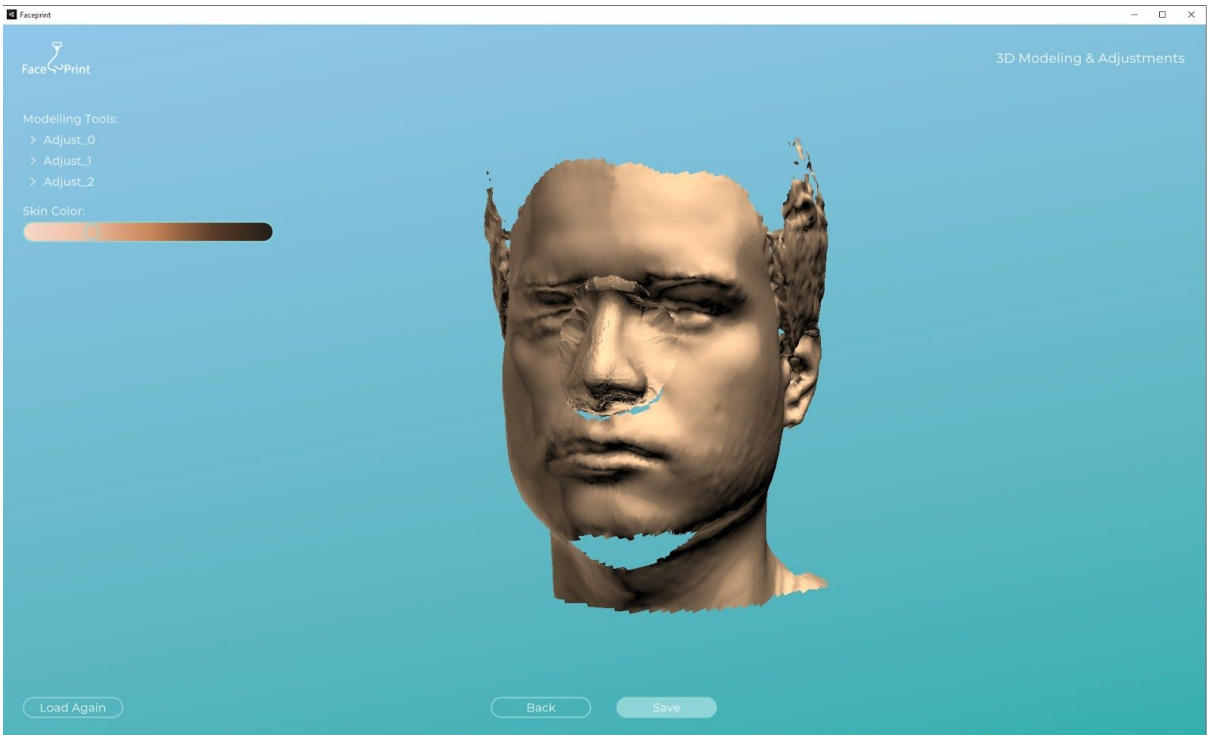 Faceprint
Face Print
3D Modeling & Adjustments
Modelling Tools:
> Adjust_0
> Adjust_1
> Adjust_2
Skin Color:
Load Again
Back
Save